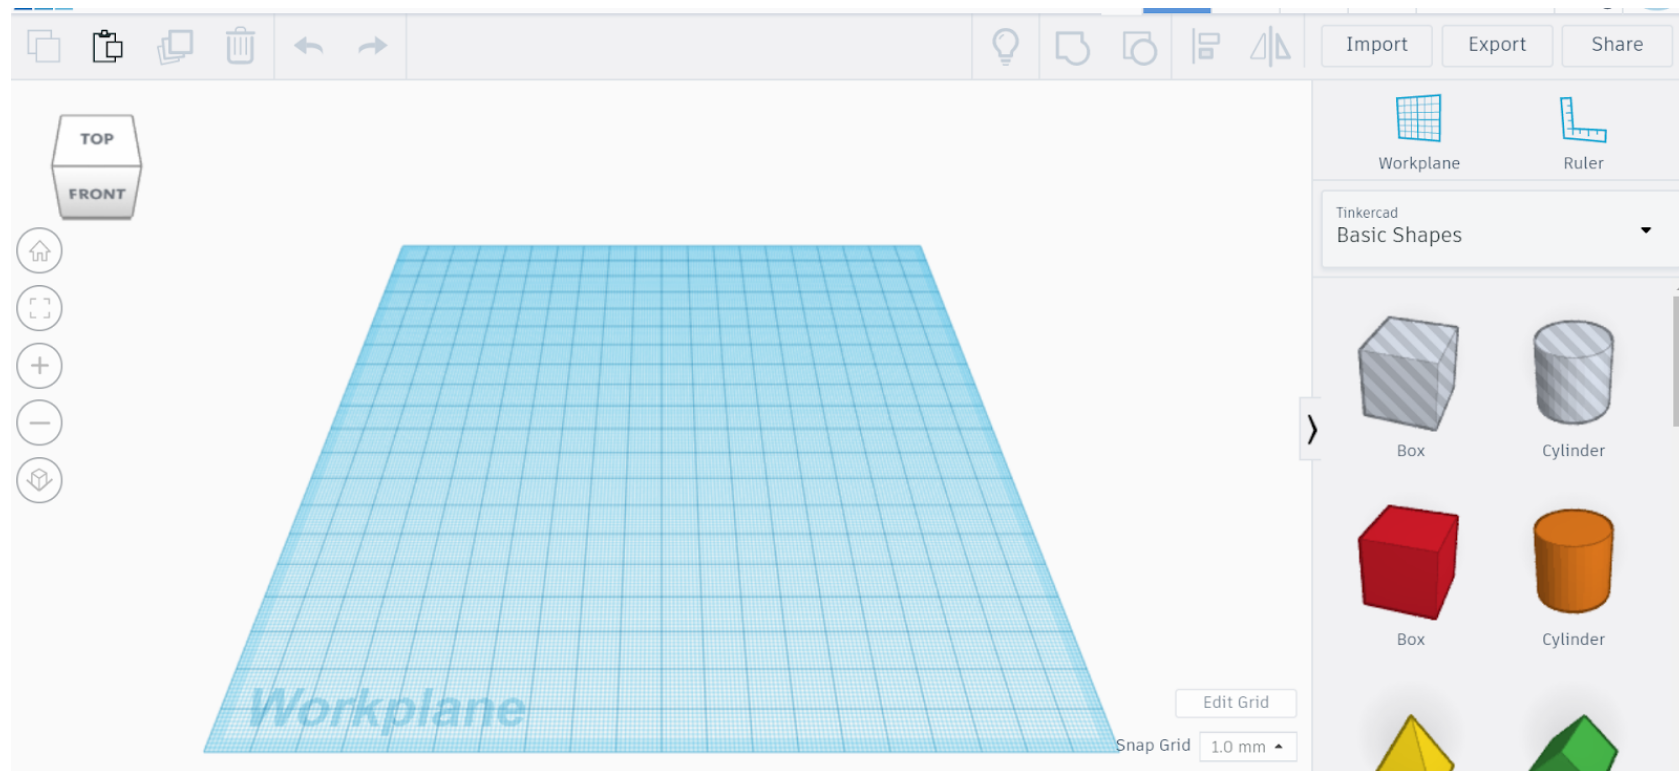 Import Export Share
TOP
FRONT
Workplane Ruler
Tinkercad
Basic Shapes
Box Cylinder
Box Cylinder
Workplane
Edit Grid
Snap Grid 1.0 mm